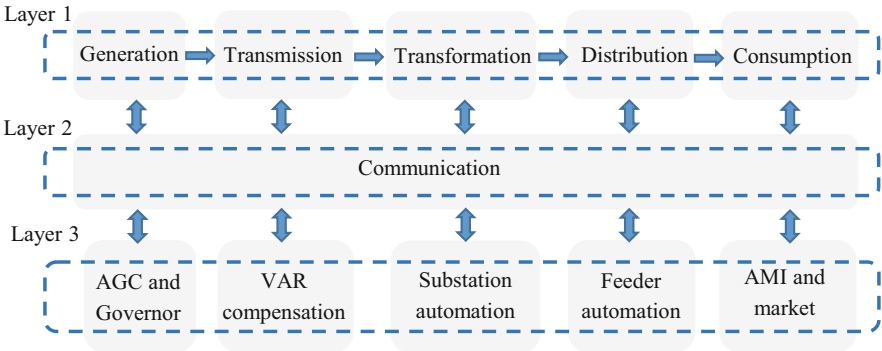 Layer 1
Generation
Transmission
Transformation
Distribution
Consumption
Layer 2
Communication
Layer 3
AGC and
Governor
VAR
compensation
Substation
automation
Feeder
automation
AMI and
market